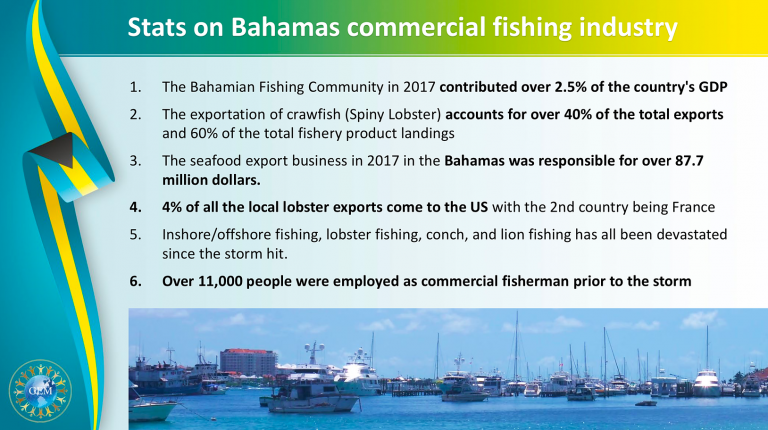 Stats on Bahamas commercial fishing industry
1. The Bahamian Fishing Community in 2017 contributed over 2.5% of the country's GDP
2. The exportation of crawfish (Spiny Lobster) accounts for over 40% of the total exports
and 60% of the total fishery product landings
3. The seafood export business in 2017 in the Bahamas was responsible for over 87.7
million dollars.
4. 4% of all the local lobster exports come to the US with the 2nd country being France
5. Inshore/offshore fishing, lobster fishing, conch, and lion fishing has all been devastated
since the storm hit.
6. Over 11,000 people were employed as commercial fisherman prior to the storm
GEM